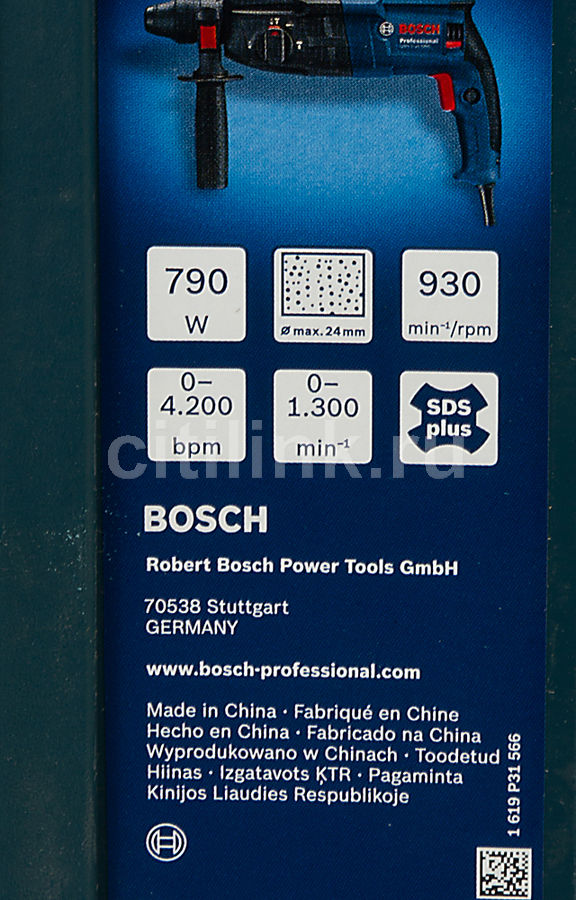 BOSCH
Professional
790
W
Ø max. 24 mm
930
min⁻¹/rpm
0–
4.200
bpm
0–
1.300
min⁻¹
SDS
plus
citilink.ru
BOSCH
Robert Bosch Power Tools GmbH
70538 Stuttgart
GERMANY
www.bosch-professional.com
Made in China · Fabriqué en Chine
Hecho en China · Fabricado na China
Wyprodukowano w Chinach · Toodetud
Hiinas · Izgatavots ĶTR · Pagaminta
Kinijos Liaudies Respublikoje
1 619 P31 566